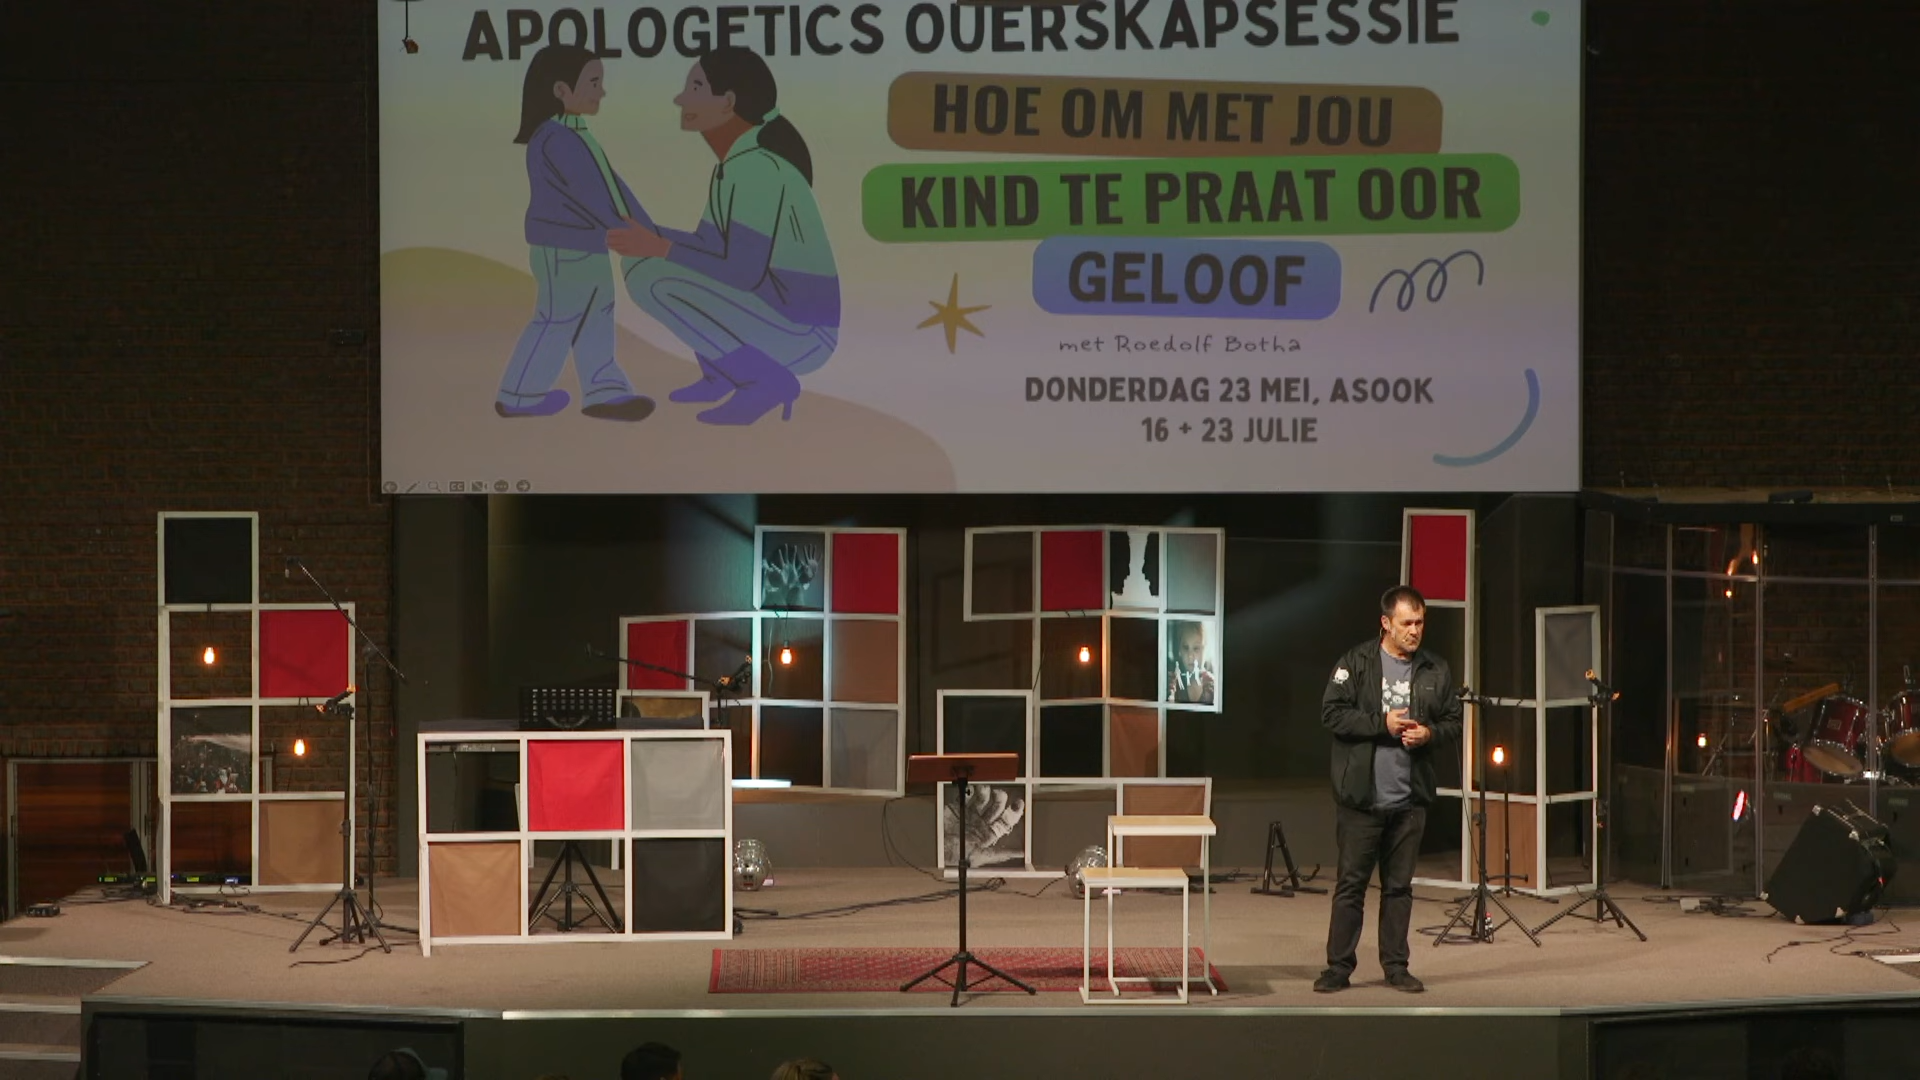 APOLOGETICS OUERSKAPSESSIE
HOE OM MET JOU
KIND TE PRAAT OOR
GELOOF
met Roedolf Botha
DONDERDAG 23 MEI, ASOOK
16 + 23 JULIE